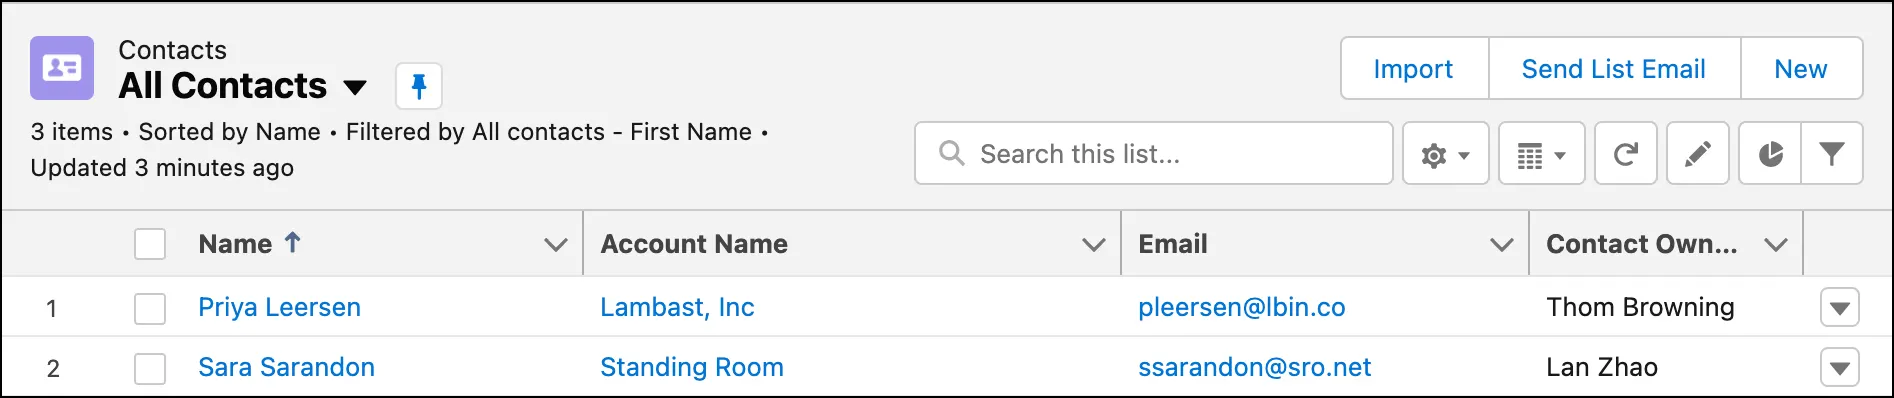 Contacts
All Contacts
Import Send List Email New
3 items • Sorted by Name • Filtered by All contacts - First Name •
Updated 3 minutes ago
Search this list...
Name Account Name Email Contact Own...
1 Priya Leersen Lambast, Inc pleersen@lbin.co Thom Browning
2 Sara Sarandon Standing Room ssarandon@sro.net Lan Zhao